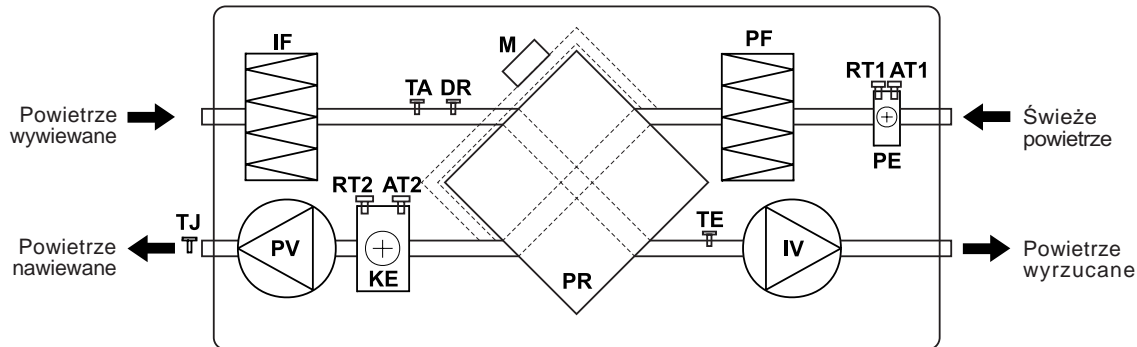 IF
M
PF
RT1 AT1
TA DR
Powietrze
wywiewane
Świeże
powietrze
PE
RT2 AT2
TJ
TE
Powietrze
nawiewane
PV
KE
PR
IV
Powietrze
wyrzucane